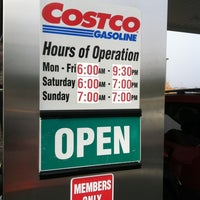 COSTCO
GASOLINE
Hours of Operation
Mon - Fri 6:00AM - 9:30PM
Saturday 6:00AM - 7:00PM
Sunday 7:00AM - 7:00PM
OPEN
MEMBERS
ONLY